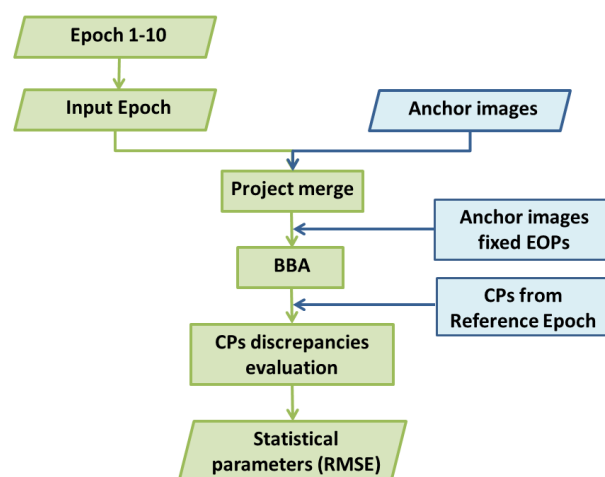 Epoch 1-10
Input Epoch
Anchor images
Project merge
Anchor images
fixed EOPs
BBA
CPs from
Reference Epoch
CPs discrepancies
evaluation
Statistical
parameters (RMSE)